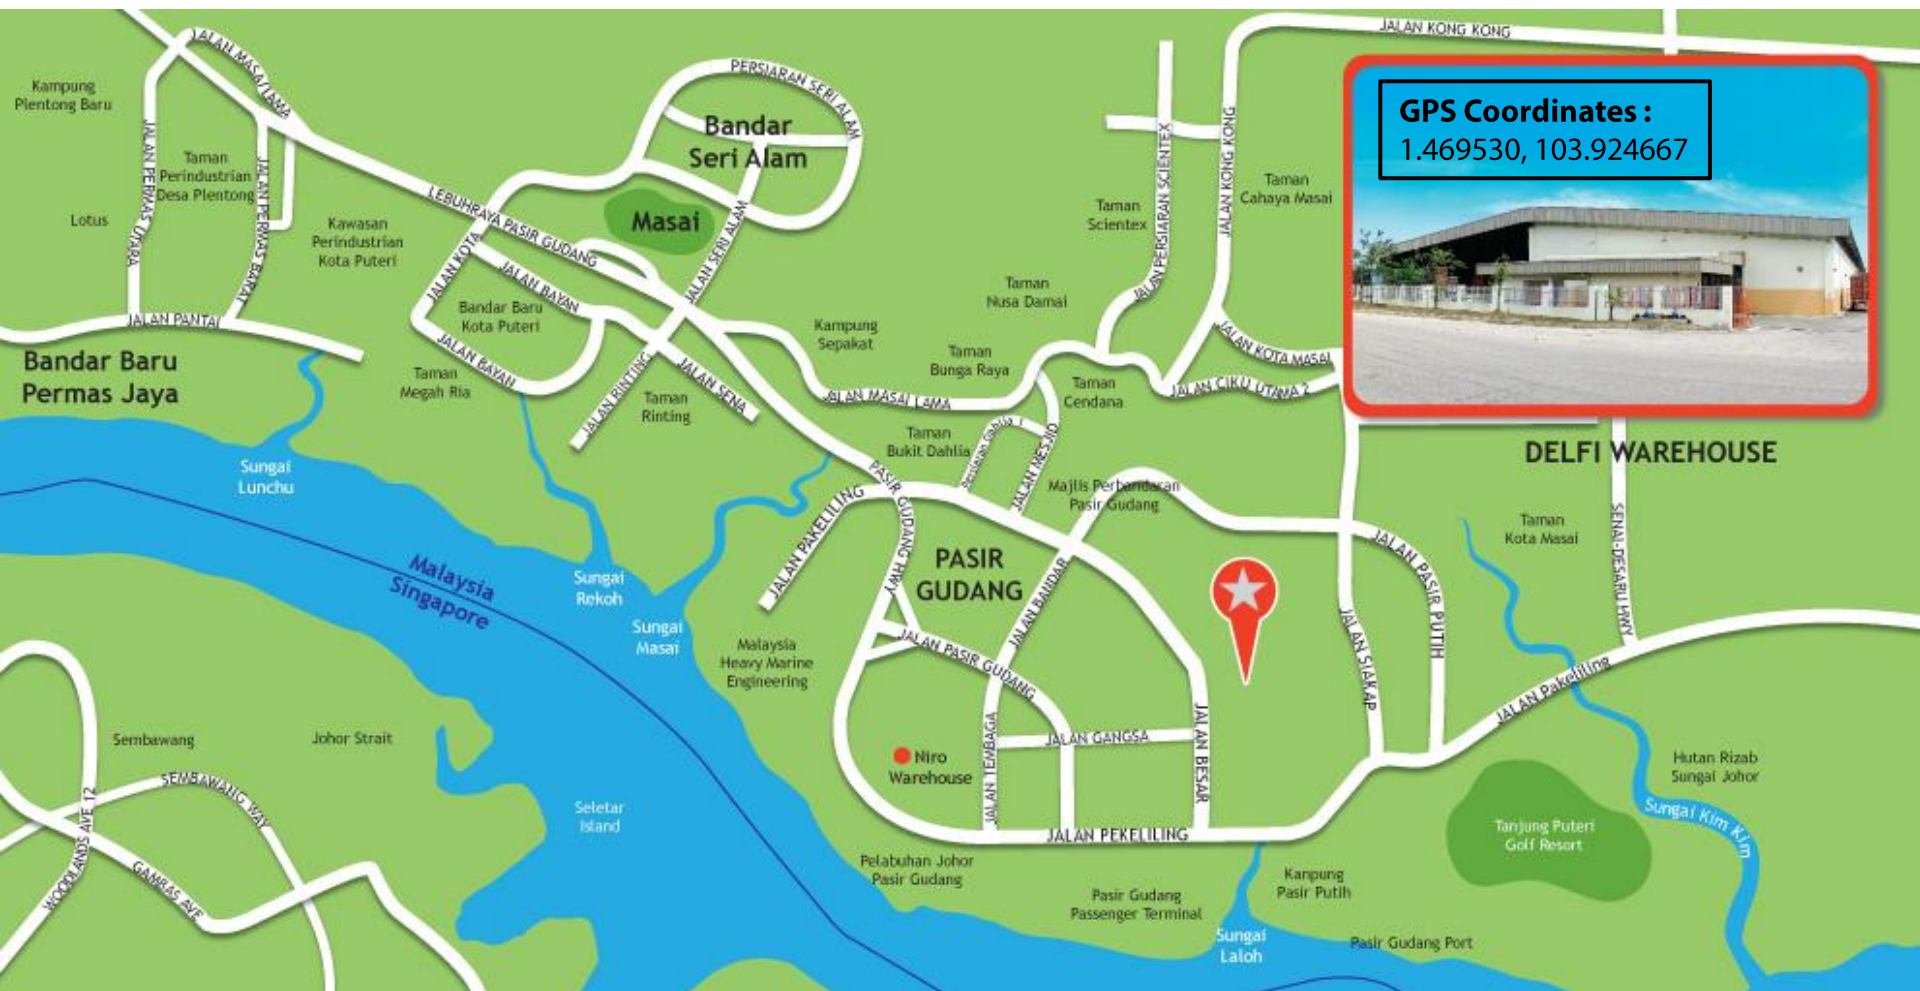 JALAN KONG KONG
JALAN MASAI LAMA
PERSIARAN SERI ALAM
Kampung
Plentong Baru
GPS Coordinates :
1.469530, 103.924667
Bandar
Seri Alam
JALAN PERMAS UTARA
Taman
Perindustrian
Desa Plentong
JALAN PERMAS BARAT
JALAN KONG KONG
JALAN PERSIARAN SCIENTEX
Taman
Cahaya Masai
Lotus
Kawasan
Perindustrian
Kota Puteri
LEBUHRAYA PASIR GUDANG
Masai
Taman
Scientex
JALAN KOTA
JALAN BAYAN
JALAN SERI ALAM
Bandar Baru
Kota Puteri
Taman
Nusa Damai
JALAN PANTAI
Kampung
Sepakat
JALAN KOTA MASAI
Bandar Baru
Permas Jaya
JALAN BAYAN
Taman
Megah Ria
JALAN RINTING
JALAN SENA
Taman
Rinting
Taman
Bunga Raya
JALAN MASAI LAMA
Taman
Cendana
JALAN CIKU UTAMA 2
Taman
Bukit Dahlia
Persiaran Dahlia 1
JALAN MESJID
DELFI WAREHOUSE
Sungai
Lunchu
PASIR GUDANG HWY
JALAN PAKELILING
Majlis Perbandaran
Pasir Gudang
Taman
Kota Masai
SENAI-DESARU HWY
Malaysia
Singapore
Sungai
Rekoh
PASIR
GUDANG
JALAN BANDAR
JALAN PASIR PUTIH
JALAN SIAKAP
Sungai
Masai
Malaysia
Heavy Marine
Engineering
JALAN PASIR GUDANG
JALAN Pakeliling
Sembawang
Johor Strait
JALAN TEMBAGA
JALAN GANGSA
JALAN BESAR
Niro
Warehouse
Hutan Rizab
Sungai Johor
SEMBAWANG WAY
WOODLANDS AVE 12
GAMBAS AVE
Seletar
Island
JALAN PEKELILING
Tanjung Puteri
Golf Resort
Sungai Kim Kim
Pelabuhan Johor
Pasir Gudang
Pasir Gudang
Passenger Terminal
Kanpung
Pasir Putih
Sungai
Laloh
Pasir Gudang Port